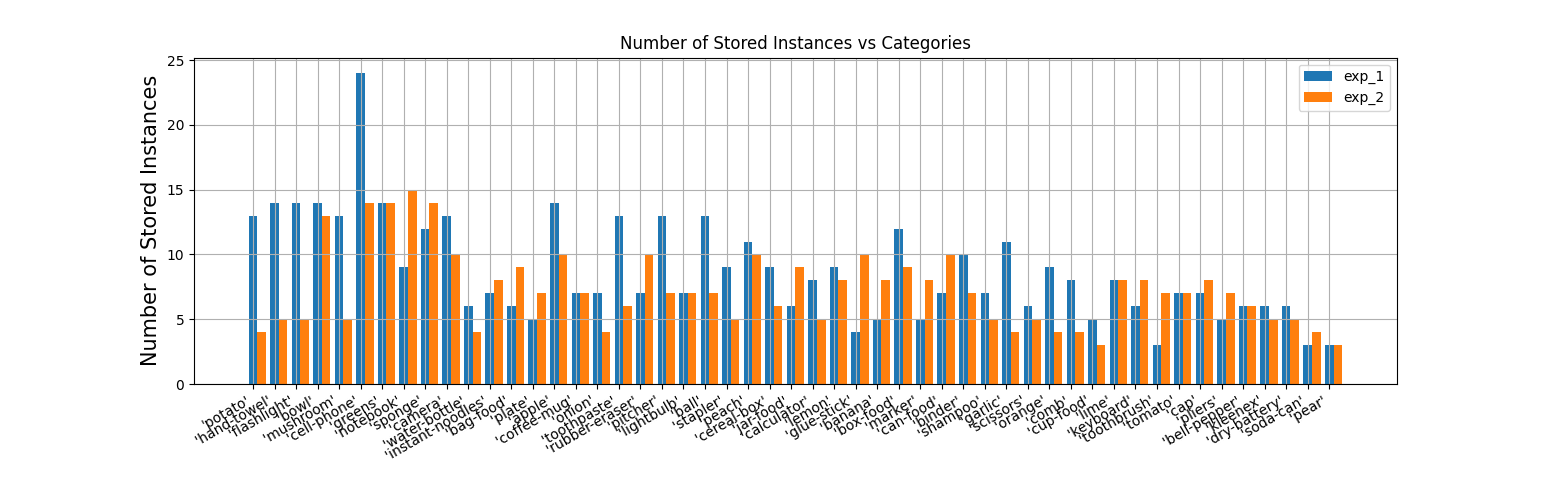 Number of Stored Instances vs Categories
Number of Stored Instances
25
20
15
10
5
0
exp_1
exp_2
'potato'
'hand-towel'
'flashlight'
'bowl'
'mushroom'
'cell-phone'
'greens'
'notebook'
'sponge'
'camera'
'water-bottle'
'instant-noodles'
'bag-food'
'plate'
'apple'
'coffee-mug'
'onion'
'toothpaste'
'rubber-eraser'
'pitcher'
'lightbulb'
'ball'
'stapler'
'peach'
'cereal-box'
'jar-food'
'calculator'
'lemon'
'glue-stick'
'banana'
'box-food'
'marker'
'can-food'
'binder'
'shampoo'
'garlic'
'scissors'
'orange'
'comb'
'cup-food'
'lime'
'keyboard'
'toothbrush'
'tomato'
'cap'
'pliers'
'bell-pepper'
'kleenex'
'dry-battery'
'soda-can'
'pear'